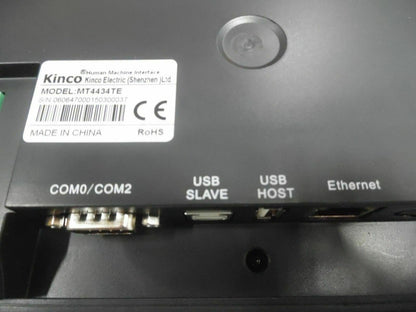 Human Machine Interface
Kinco Kinco Electric (Shenzhen )Ltd
MODEL:MT4434TE
S/N:060647000150300037
CE
MADE IN CHINA RoHS
COM0/COM2
USB SLAVE
USB HOST
Ethernet